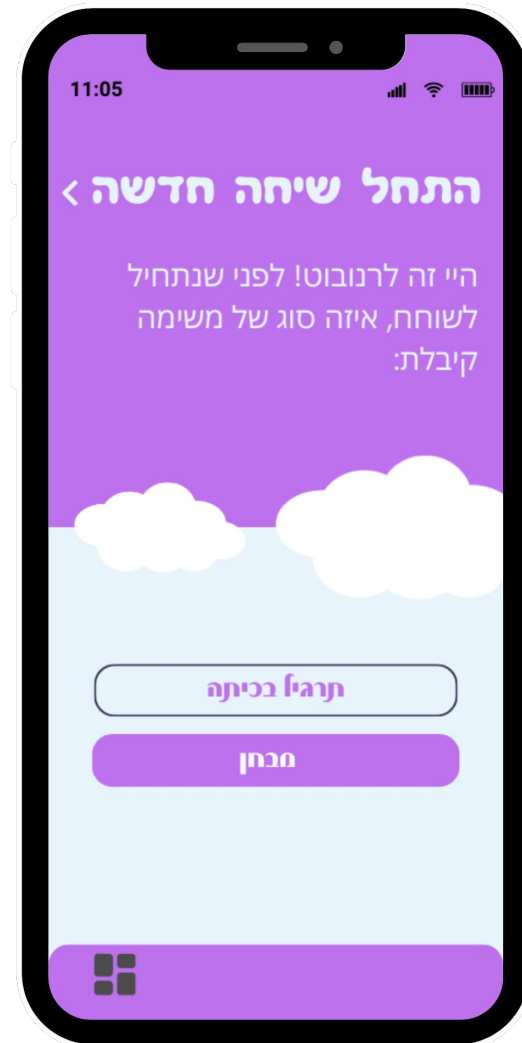 11:05
התחל שיחה חדשה >
היי זה לרנובוט! לפני שנתחיל
לשוחח, איזה סוג של משימה
קיבלת:
תרגיל בכיתה
מבחן